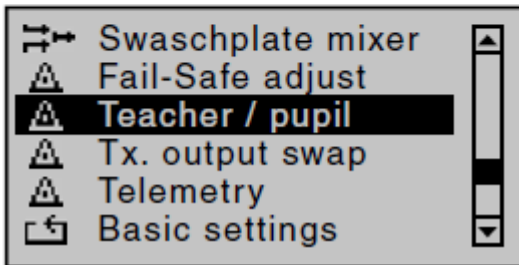 Swaschplate mixer
Fail-Safe adjust
Teacher / pupil
Tx. output swap
Telemetry
Basic settings